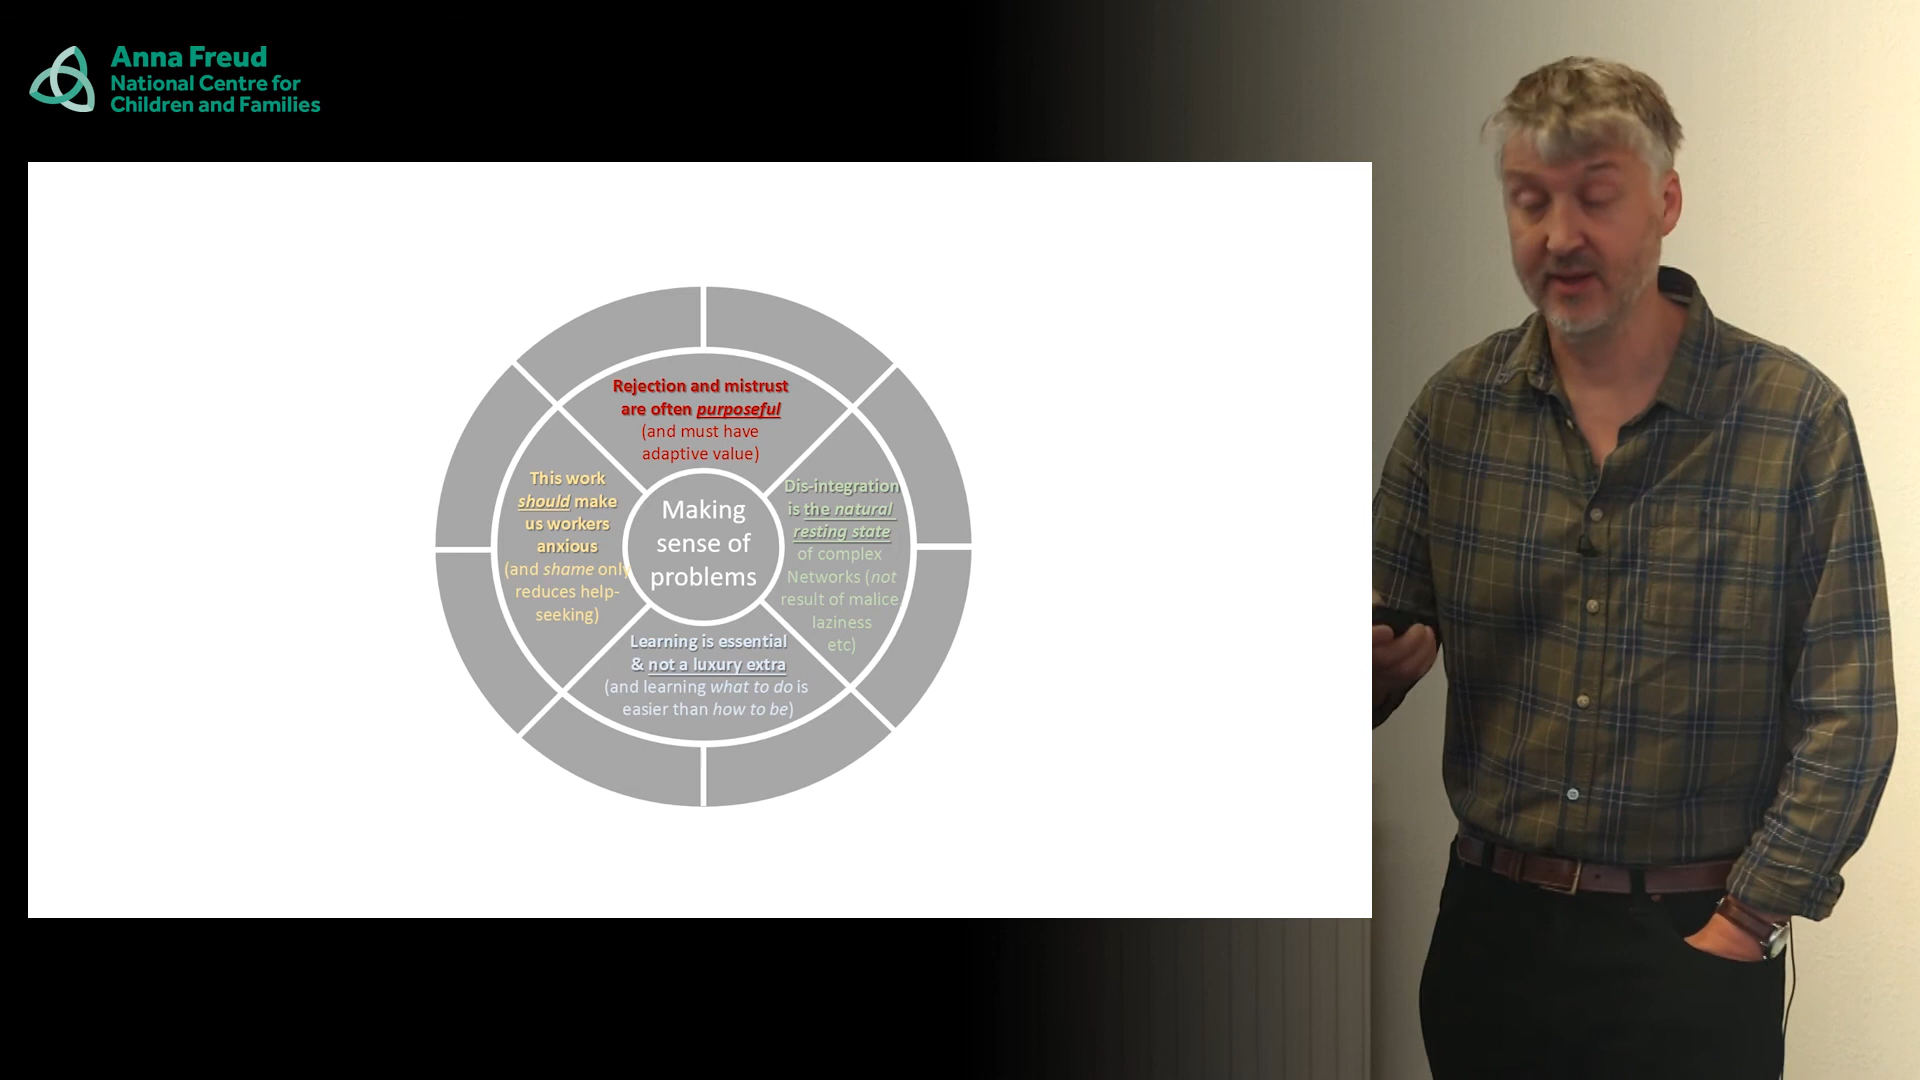 Anna Freud
National Centre for
Children and Families
Rejection and mistrust
are often purposeful
(and must have
adaptive value)
This work
should make
us workers
anxious
(and shame only
reduces help-
seeking)
Making
sense of
problems
Dis-integration
is the natural
resting state
of complex
Networks (not
result of malice
laziness
etc)
Learning is essential
& not a luxury extra
(and learning what to do is
easier than how to be)